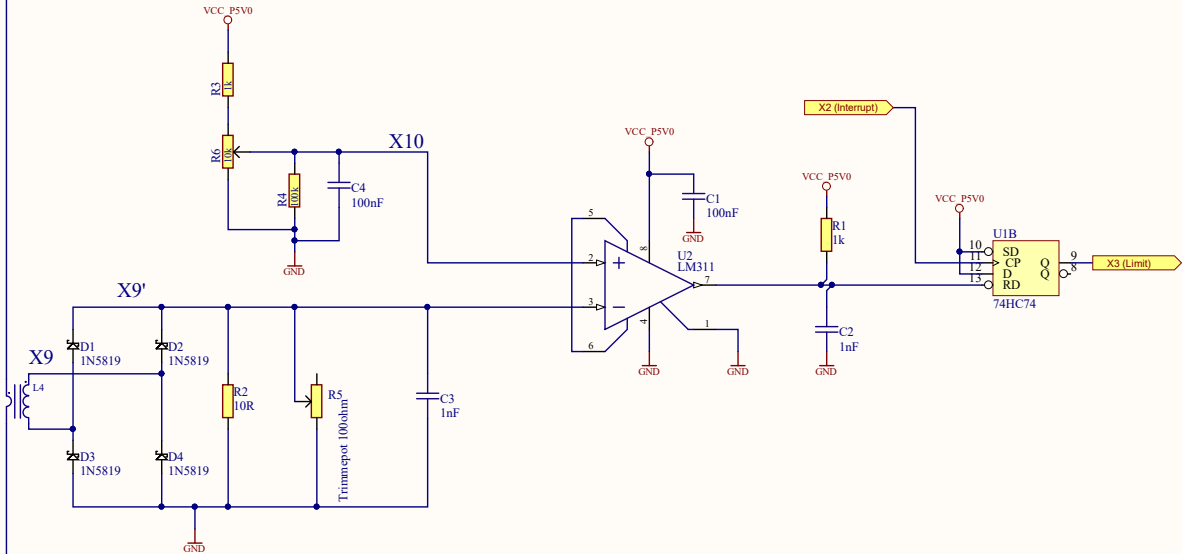 VCC_P5V0
R3
1k
R6
10k
X10
R4
100k
C4
100nF
GND
X9'
X9
L4
D1
1N5819
D2
1N5819
D3
1N5819
D4
1N5819
R2
10R
R5
Trimmepot 100ohm
C3
1nF
GND
VCC_P5V0
C1
100nF
GND
5
8
2
+
3
−
6
4
7
1
U2
LM311
GND
GND
VCC_P5V0
R1
1k
C2
1nF
GND
X2 (Interrupt)
VCC_P5V0
U1B
10
SD
11
CP
12
D
13
RD
Q
9
Q
8
74HC74
X3 (Limit)